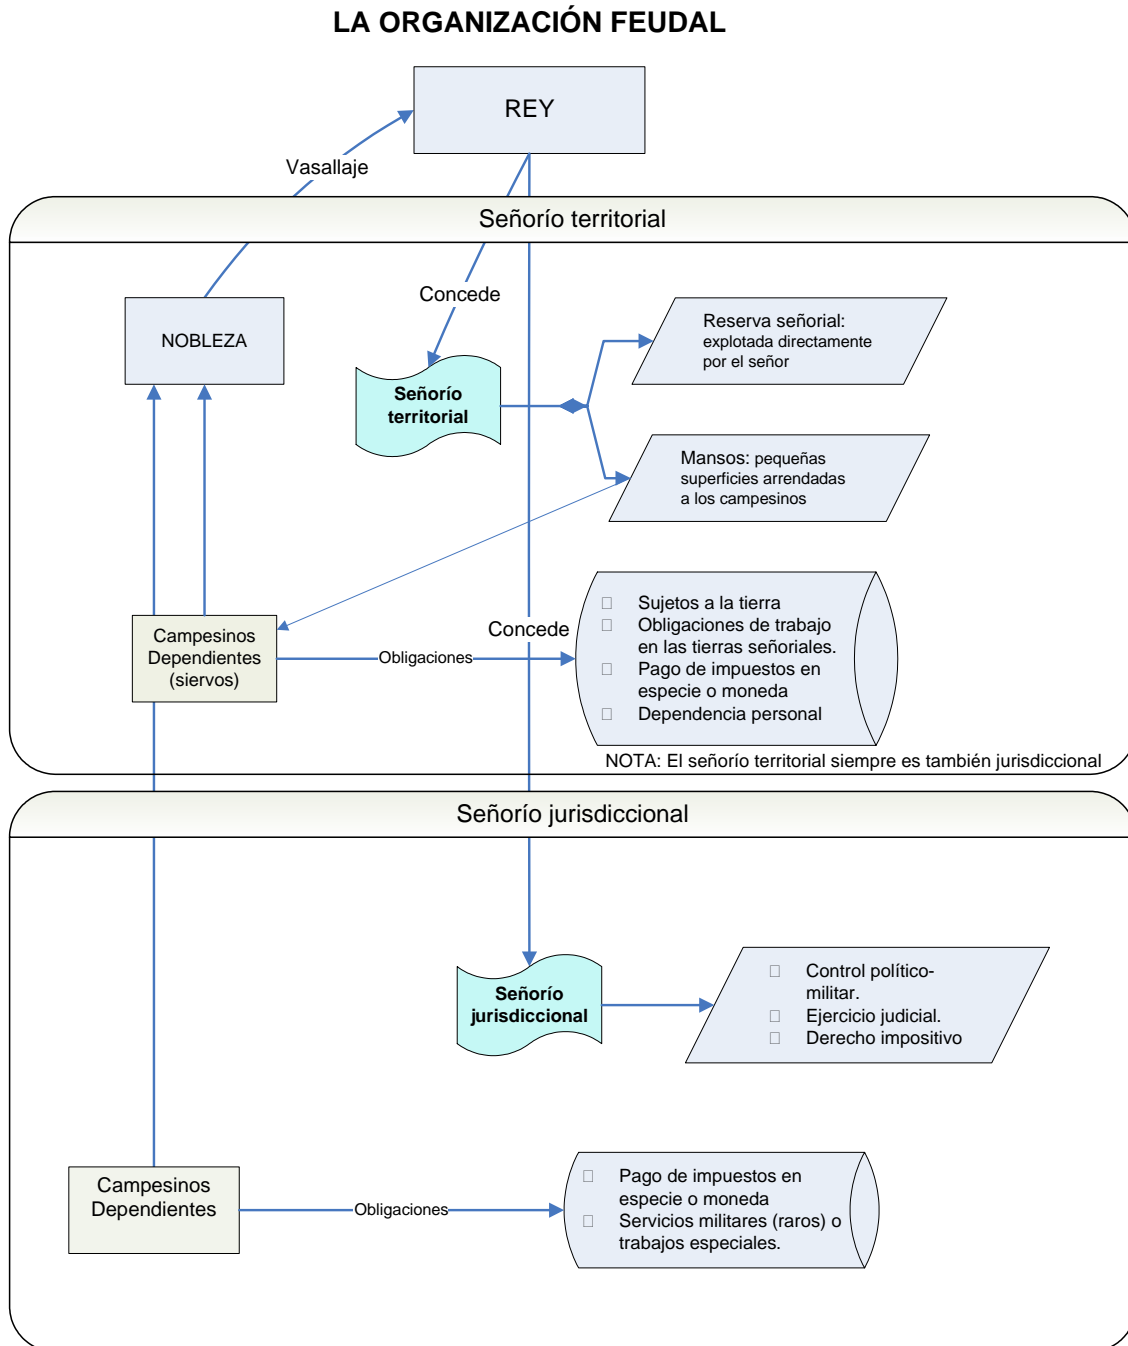 LA ORGANIZACIÓN FEUDAL
REY
Vasallaje
Señorío territorial
Concede
NOBLEZA
Reserva señorial:
explotada directamente
por el señor
Señorío
territorial
Mansos: pequeñas
superficies arrendadas
a los campesinos
Campesinos
Dependientes
(siervos)
Obligaciones
Concede
Sujetos a la tierra
Obligaciones de trabajo
en las tierras señoriales.
Pago de impuestos en
especie o moneda
Dependencia personal
NOTA: El señorío territorial siempre es también jurisdiccional
Señorío jurisdiccional
Señorío
jurisdiccional
Control político-
militar.
Ejercicio judicial.
Derecho impositivo
Campesinos
Dependientes
Obligaciones
Pago de impuestos en
especie o moneda
Servicios militares (raros) o
trabajos especiales.